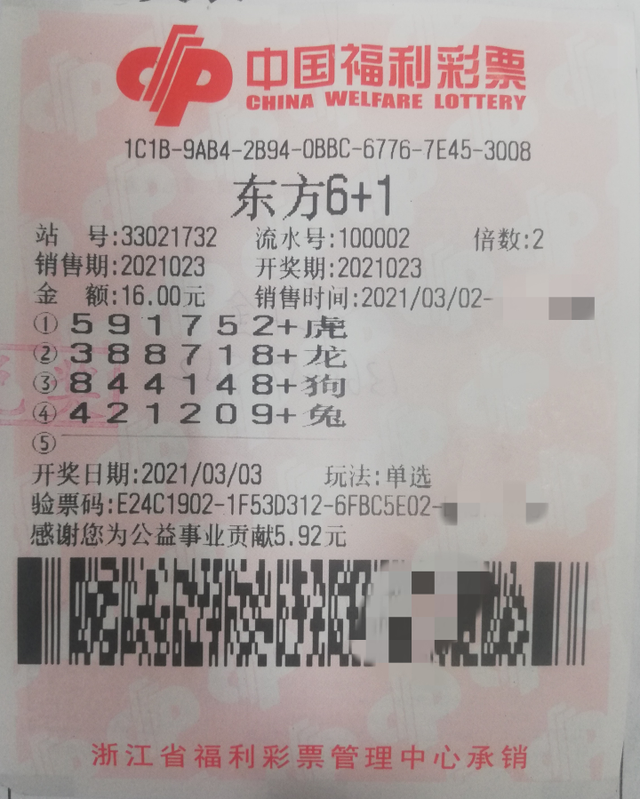 中国福利彩票
CHINA WELFARE LOTTERY
1C1B-9AB4-2B94-0BBC-6776-7E45-3008
东方6+1
站 号:33021732 流水号:100002 倍数:2
销售期:2021023 开奖期:2021023
金 额:16.00元 销售时间:2021/03/02-
① 5 9 1 7 5 2+虎
② 3 8 8 7 1 8+龙
③ 8 4 4 1 4 8+狗
④ 4 2 1 2 0 9+兔
⑤
开奖日期:2021/03/03 玩法:单选
验票码:E24C1902-1F53D312-6FBC5E02-
感谢您为公益事业贡献5.92元
浙江省福利彩票管理中心承销